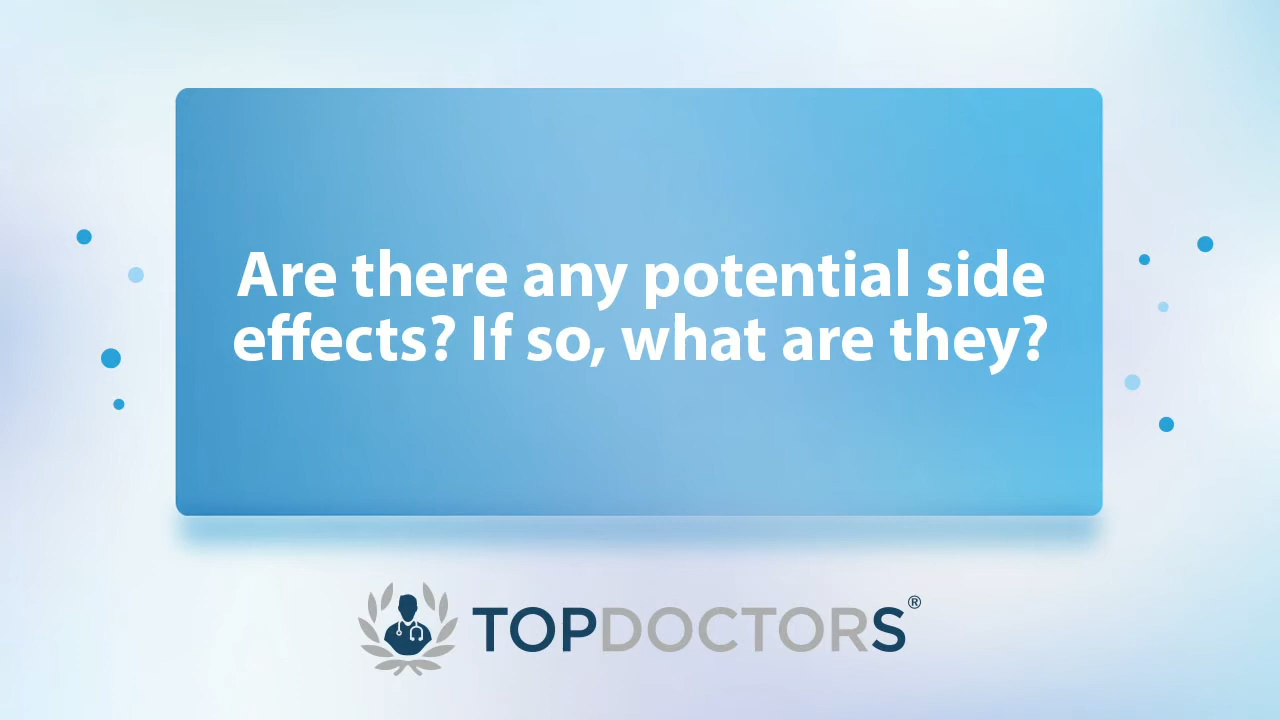 Are there any potential side
effects? If so, what are they?
TOPDOCTORS®